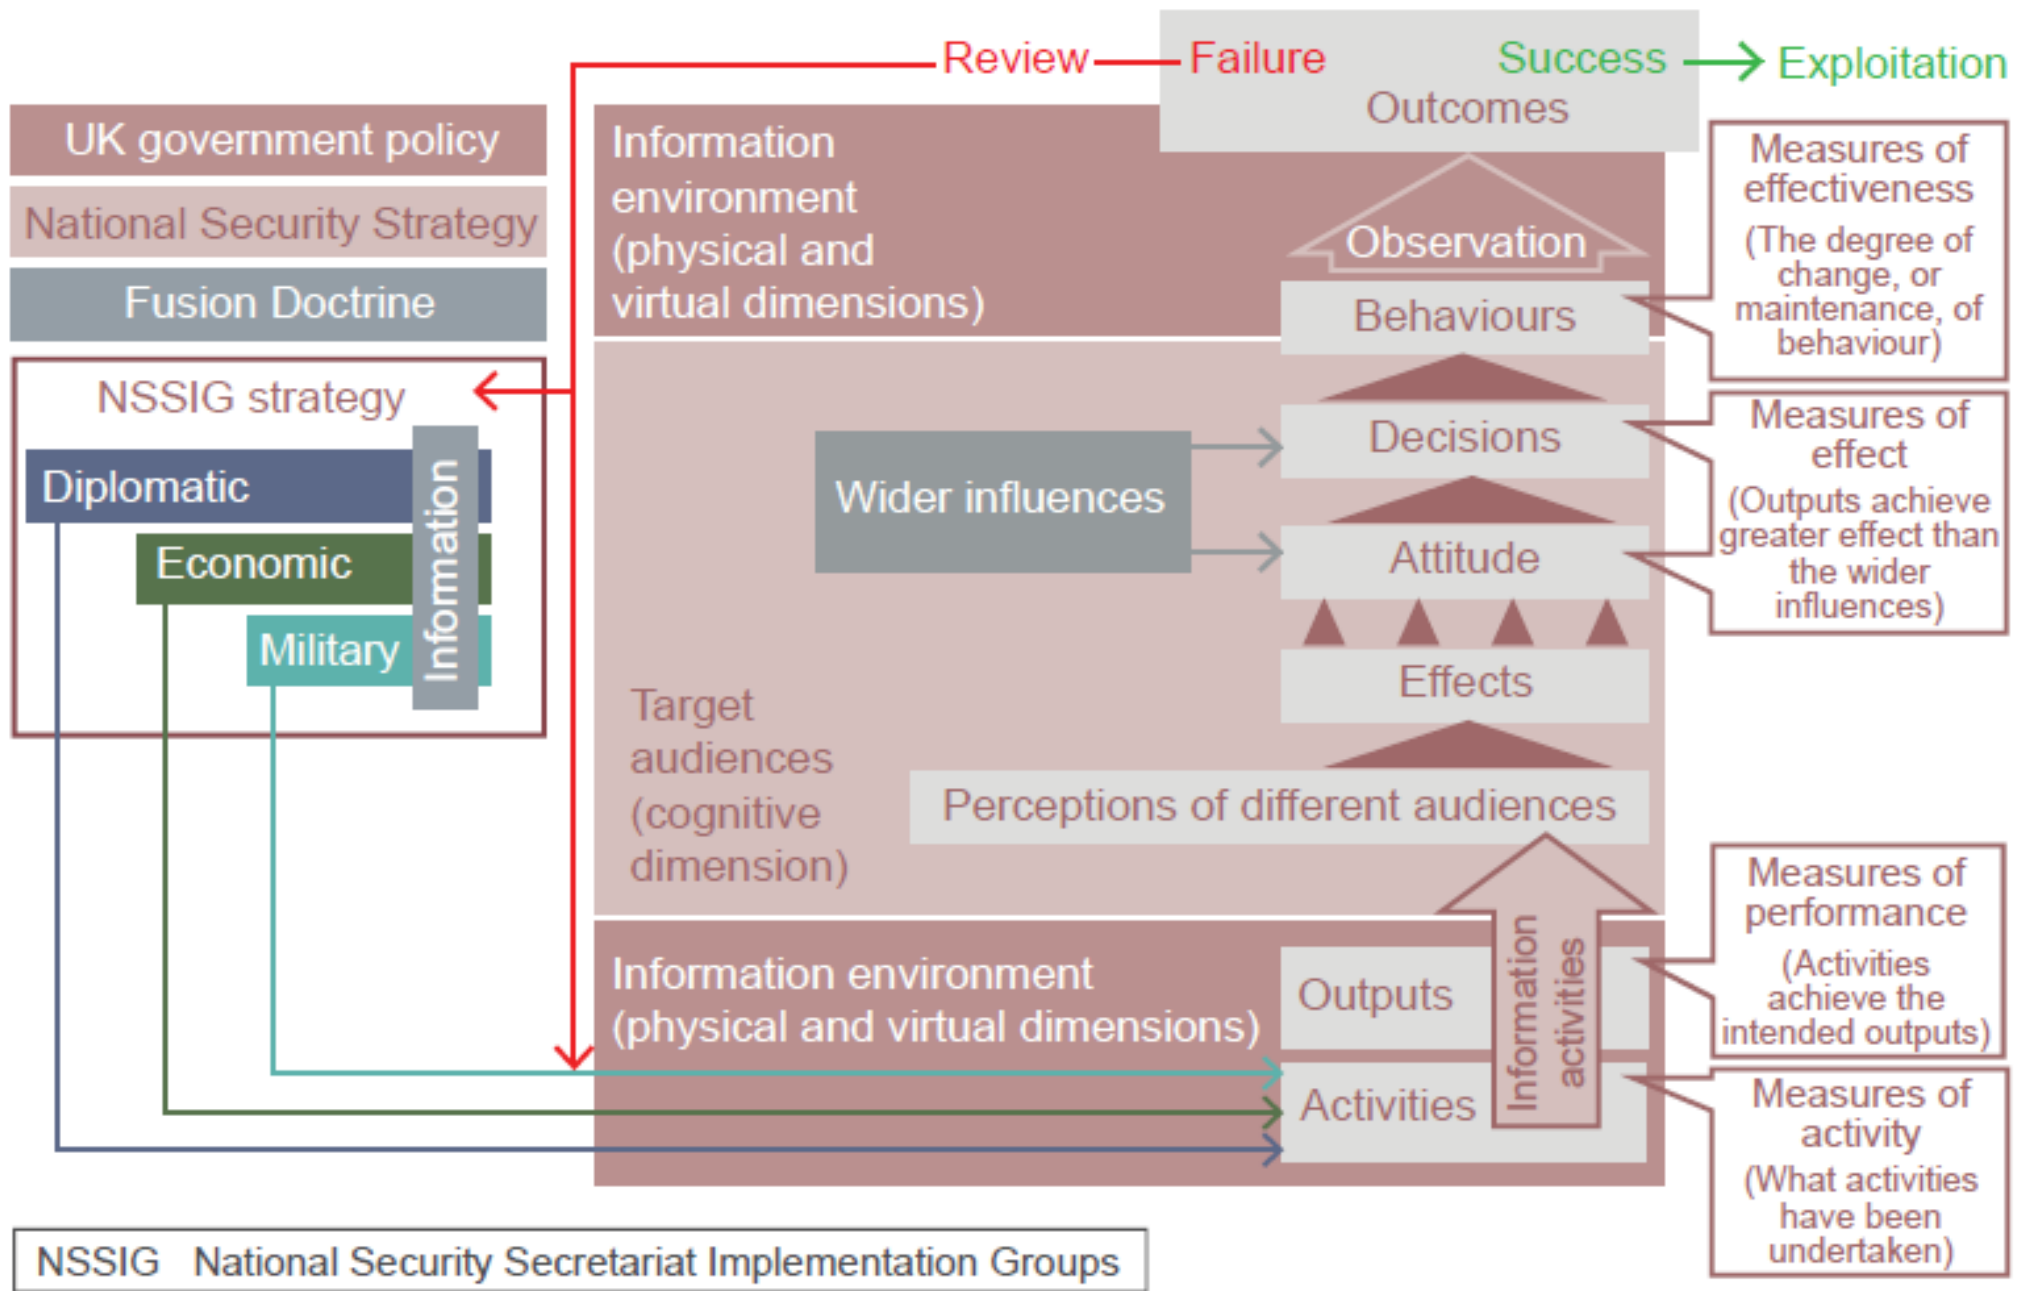 Review
Failure
Success
Exploitation
Outcomes
UK government policy
National Security Strategy
Fusion Doctrine
NSSIG strategy
Diplomatic
Economic
Military
Information
Information
environment
(physical and
virtual dimensions)
Observation
Behaviours
Decisions
Wider influences
Attitude
Effects
Target
audiences
(cognitive
dimension)
Perceptions of different audiences
Information environment
(physical and virtual dimensions)
Outputs
Activities
Information
activities
Measures of
effectiveness
(The degree of
change, or
maintenance, of
behaviour)
Measures of
effect
(Outputs achieve
greater effect than
the wider
influences)
Measures of
performance
(Activities
achieve the
intended outputs)
Measures of
activity
(What activities
have been
undertaken)
NSSIG National Security Secretariat Implementation Groups